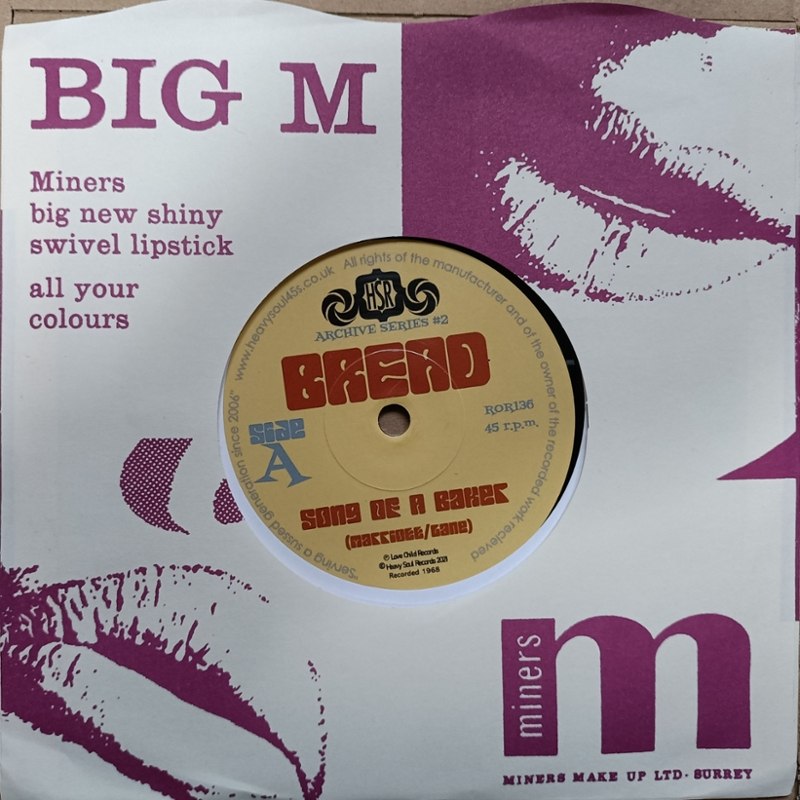 BIG M
Miners
big new shiny
swivel lipstick
all your
colours
"Serving a sussed generation since 2006" www.heavysoul45s.co.uk All rights of the manufacturer and of the owner of the recorded work recieved
HSR
ARCHIVE SERIES #2
BREAD
Side
A
ROR136
45 r.p.m.
Song of a Baker
(Marriott/Lane)
℗ Love Child Records
© Heavy Soul Records 2021
Recorded 1968
miners
m
MINERS MAKE UP LTD· SURREY